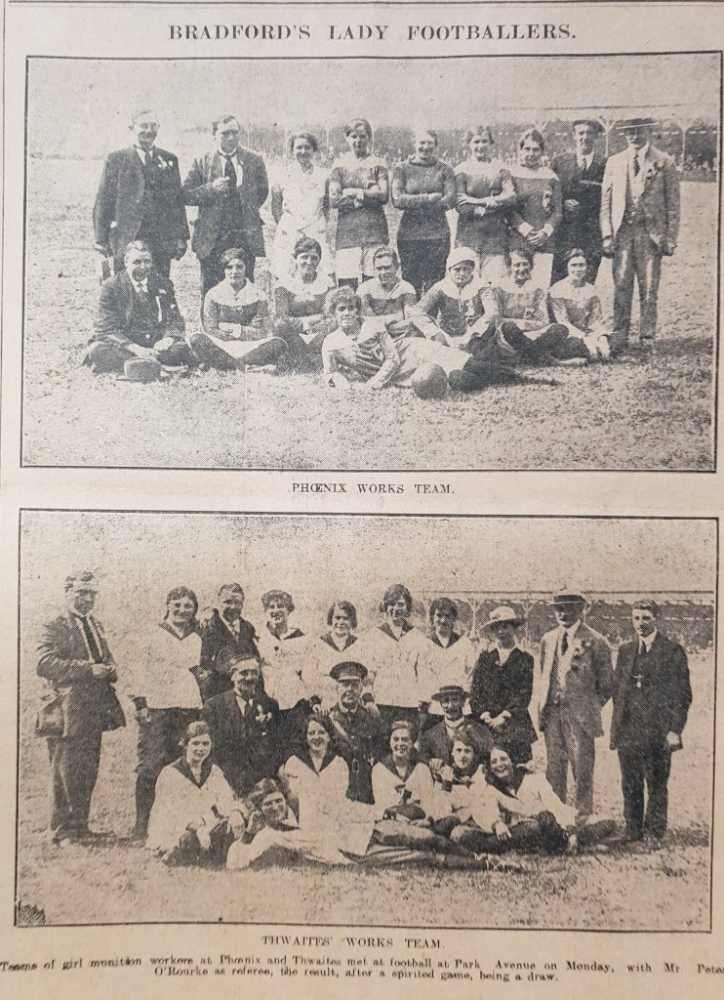 BRADFORD'S LADY FOOTBALLERS.
PHŒNIX WORKS TEAM.
THWAITES' WORKS TEAM.
Teams of girl munition workers at Phœnix and Thwaites met at football at Park Avenue on Monday, with Mr. Peter
O'Rourke as referee, the result, after a spirited game, being a draw.